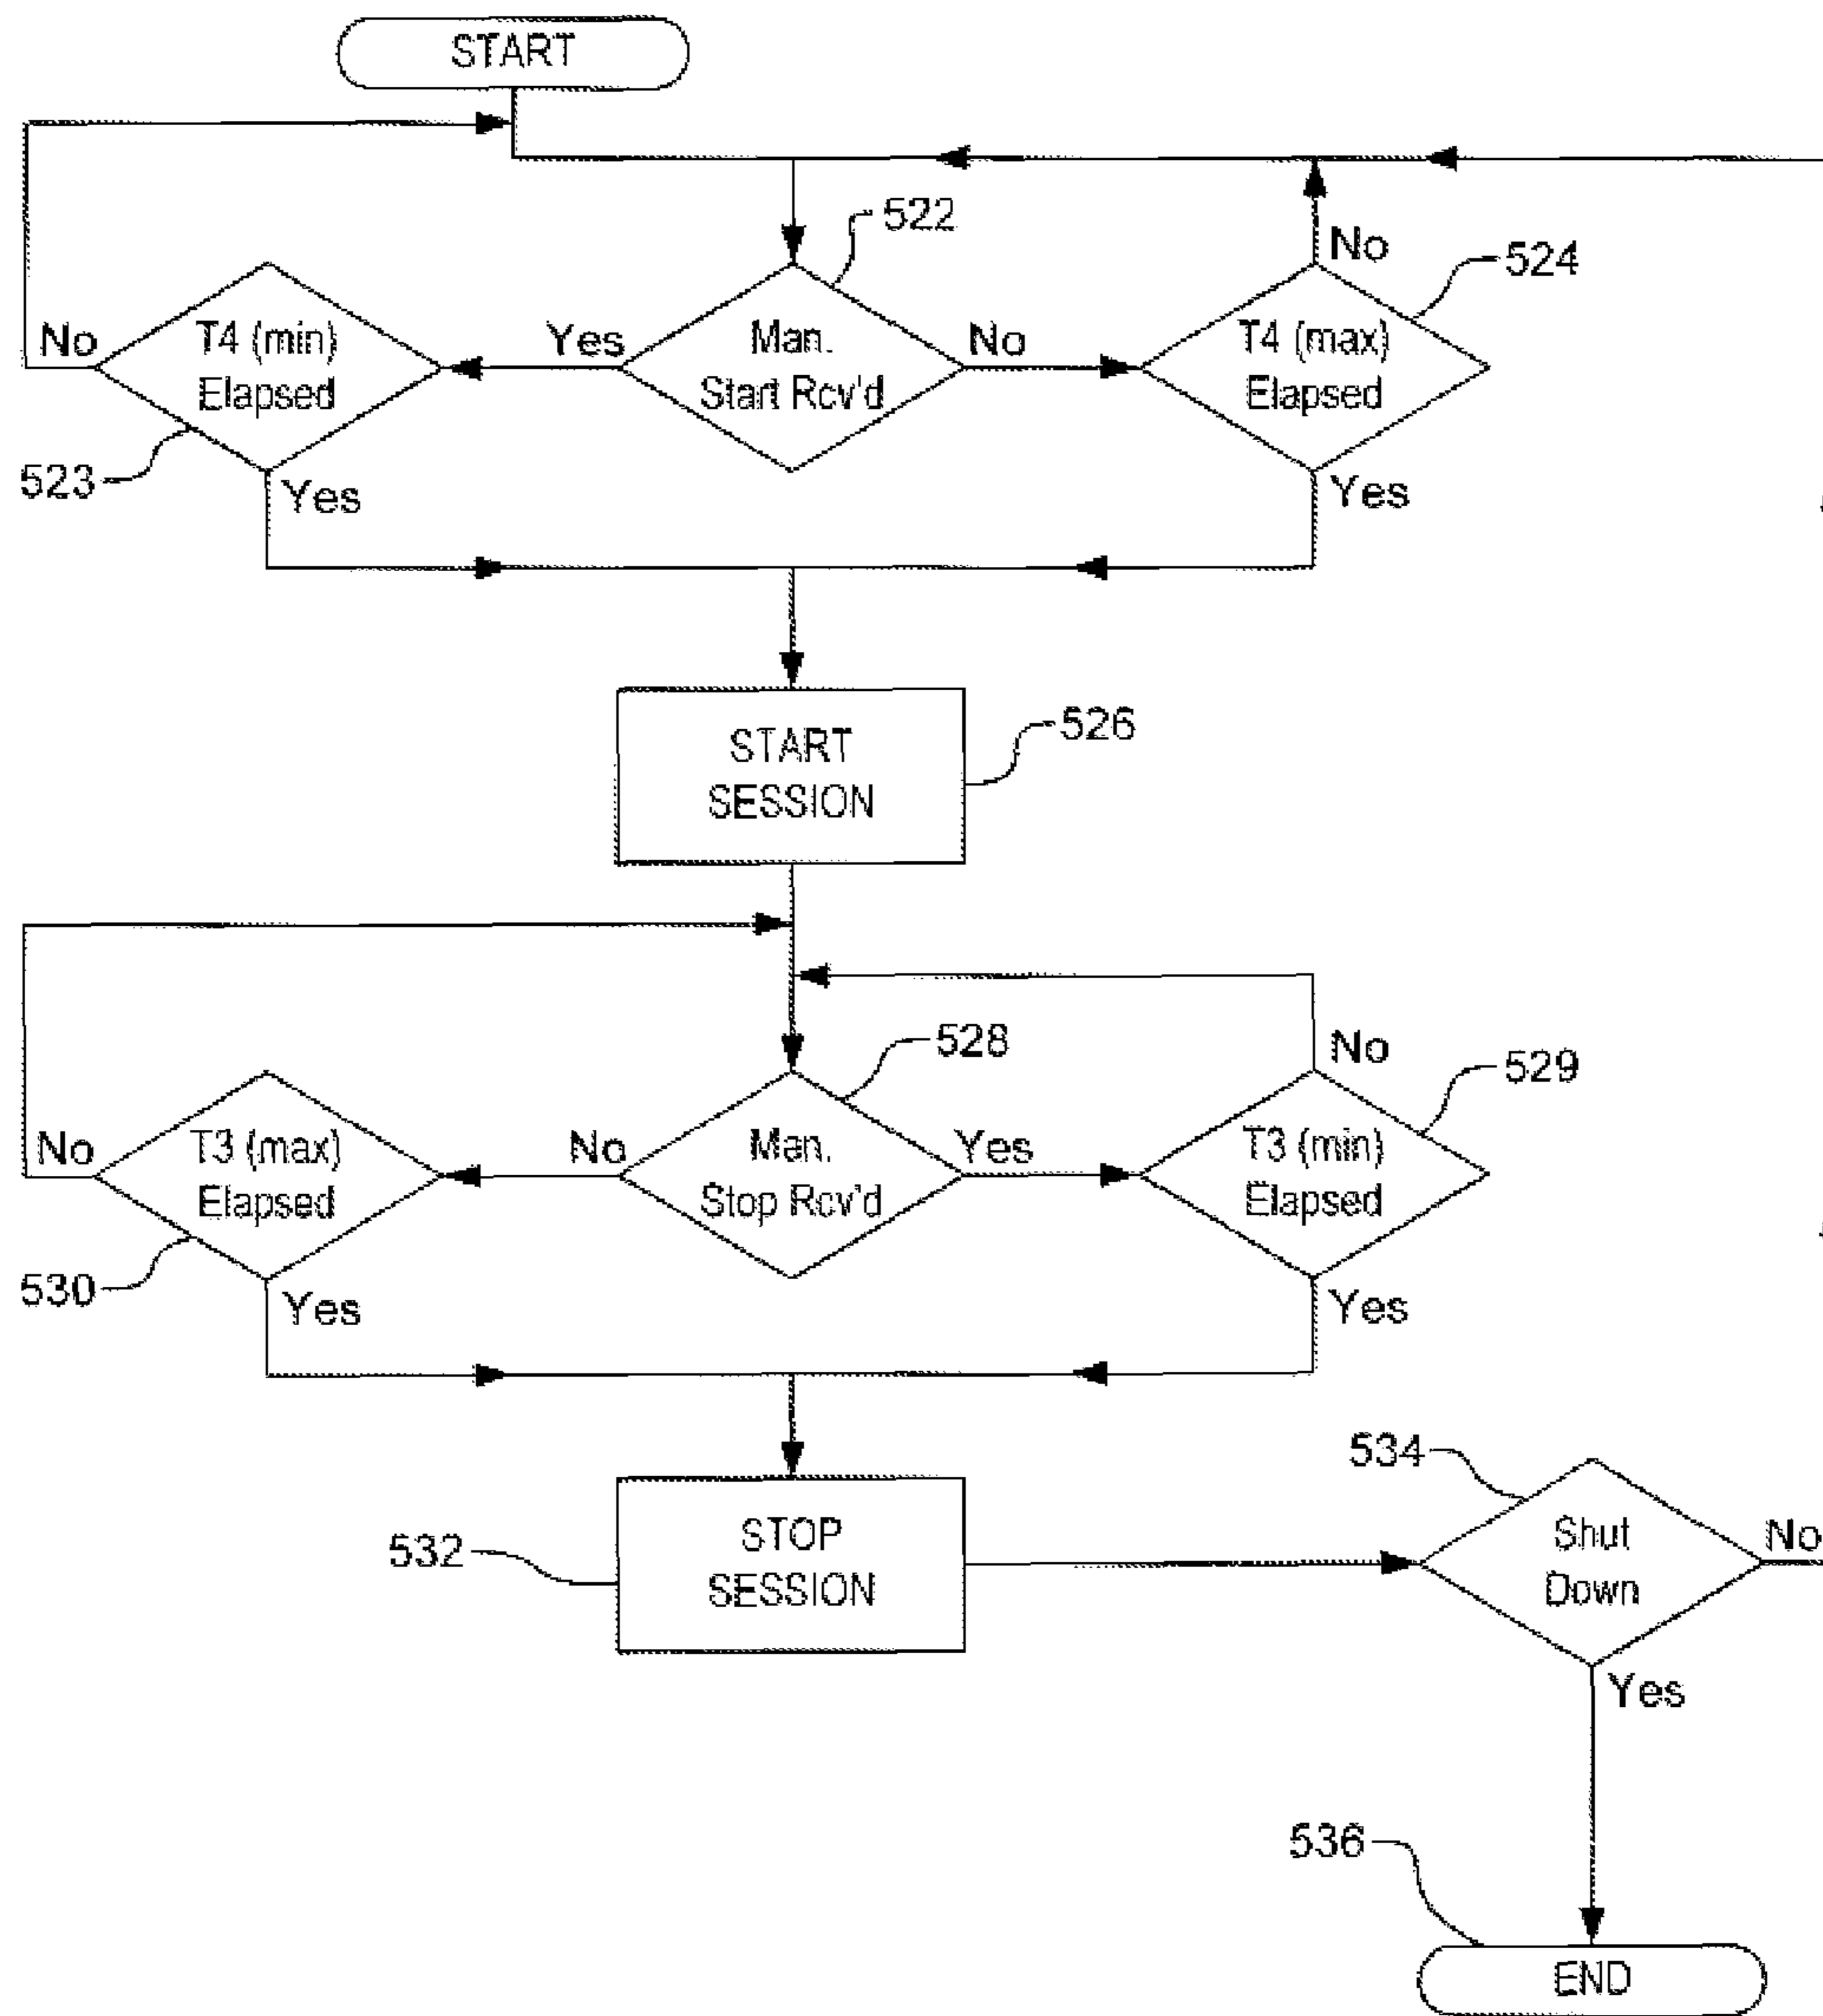 START
522
No
524
No
T4 (min)
Elapsed
Yes
Man.
Start Rcv'd
No
T4 (max)
Elapsed
523
Yes
Yes
START
SESSION
526
528
No
529
No
T3 (max)
Elapsed
No
Man.
Stop Rcv'd
Yes
T3 (min)
Elapsed
530
Yes
Yes
534
532
STOP
SESSION
Shut
Down
No
Yes
536
END